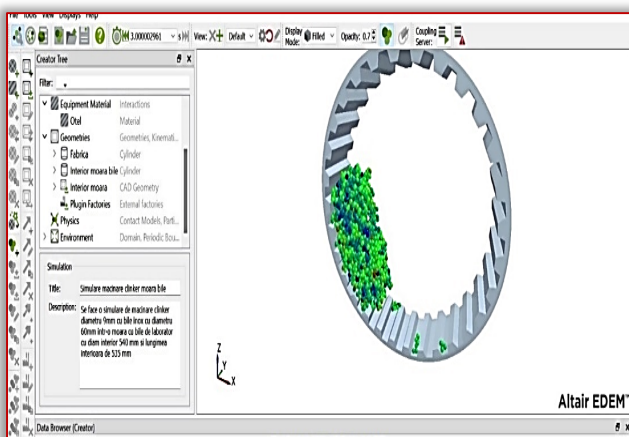 File Tools View Displays Help
3.000002961 s
View:
Default
Display Mode:
Filled
Opacity: 0.7
Coupling Server:
Creator Tree
Filter:
Equipment Material Interactions
Otel Material
Geometries Geometries, Kinemati...
Fabrica Cylinder
Interior moara bile Cylinder
Interior moara CAD Geometry
Plugin Factories External factories
Physics Contact Models, Parti...
Environment Domain, Periodic Bou...
Simulation
Title: Simulare macinare clinker moara bile
Description: Se face o simulare de macinare clinker
diametru 9mm cu bile inox cu diametru
60mm intr-o moara cu bile de laborator
cu diam interior 540 mm si lungimea
interioara de 535 mm
Z
Y
X
Altair EDEM™
Data Browser (Creator)